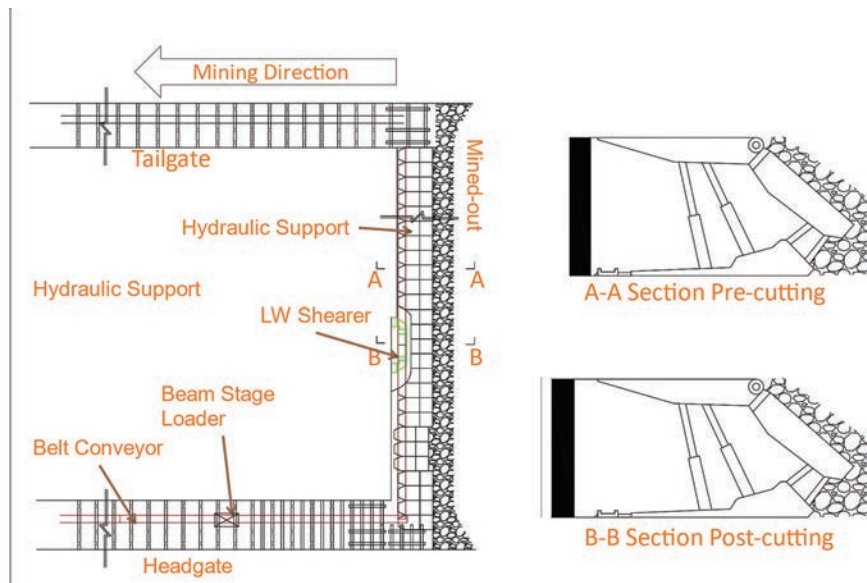 Mining Direction
Tailgate
Mined-out
Hydraulic Support
A
A
Hydraulic Support
LW Shearer
B
B
Beam Stage
Loader
Belt Conveyor
Headgate
A-A Section Pre-cutting
B-B Section Post-cutting